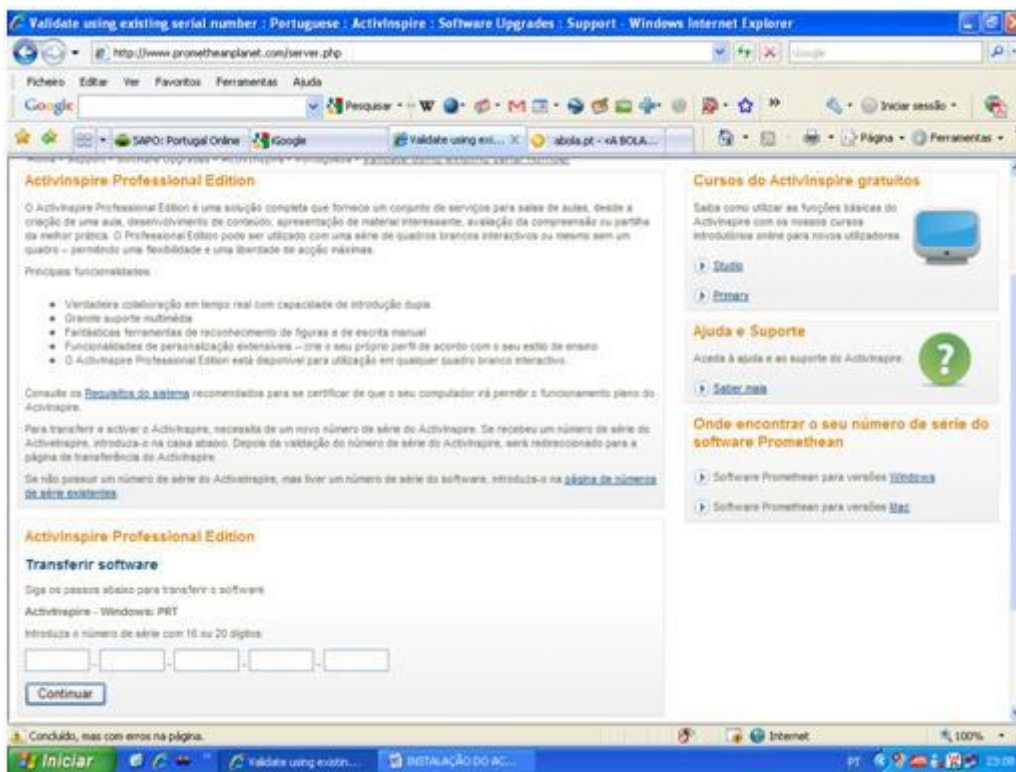 Validate using existing serial number : Portuguese : ActivInspire : Software Upgrades : Support - Windows Internet Explorer
http://www.prometheanplanet.com/server.php
Google
Ficheiro Editar Ver Favoritos Ferramentas Ajuda
Google Pesquisar W M Iniciar sessão
SAPO: Portugal Online Google Validate using exi... abola.pt - «A BOLA... Página Ferramentas
Home Support Software Upgrades ActivInspire Portuguese Validate using existing serial number
ActivInspire Professional Edition
O ActivInspire Professional Edition é uma solução completa que fornece um conjunto de serviços para salas de aulas, desde a
criação de uma aula, desenvolvimento de conteúdo, apresentação de material interessante, avaliação da compreensão ou partilha
da melhor prática. O Professional Edition pode ser utilizado com uma série de quadros brancos interactivos ou mesmo sem um
quadro – permitindo uma flexibilidade e uma liberdade de acção máximas.
Principais funcionalidades:
Verdadeira colaboração em tempo real com capacidade de introdução dupla
Grande suporte multimédia
Fantásticas ferramentas de reconhecimento de figuras e de escrita manual
Funcionalidades de personalização extensíveis – crie o seu próprio perfil de acordo com o seu estilo de ensino
O ActivInspire Professional Edition está disponível para utilização em qualquer quadro branco interactivo.
Consulte os Requisitos do sistema recomendados para se certificar de que o seu computador irá permitir o funcionamento pleno do
ActivInspire.
Para transferir e activar o ActivInspire, necessita de um novo número de série do ActivInspire. Se recebeu um número de série do
ActivInspire, introduza-o na caixa abaixo. Depois da validação do número de série do ActivInspire, será redireccionado para a
página de transferência do ActivInspire.
Se não possuir um número de série do ActivInspire, mas tiver um número de série do software, introduza-o na página de números
de série existentes.
ActivInspire Professional Edition
Transferir software
Siga os passos abaixo para transferir o software
ActivInspire - Windows: PRT
Introduza o número de série com 16 ou 20 dígitos
- - - -
Continuar
Cursos do ActivInspire gratuitos
Saiba como utilizar as funções básicas do
ActivInspire com os nossos cursos
introdutórios online para novos utilizadores.
Studio
Primary
Ajuda e Suporte
Aceda à ajuda e ao suporte do ActivInspire
?
Saber mais
Onde encontrar o seu número de série do
software Promethean
Software Promethean para versões Windows
Software Promethean para versões Mac
Concluído, mas com erros na página. Internet 100%
Iniciar Validate using existin... INSTALAÇÃO DO AC... PT 23:08